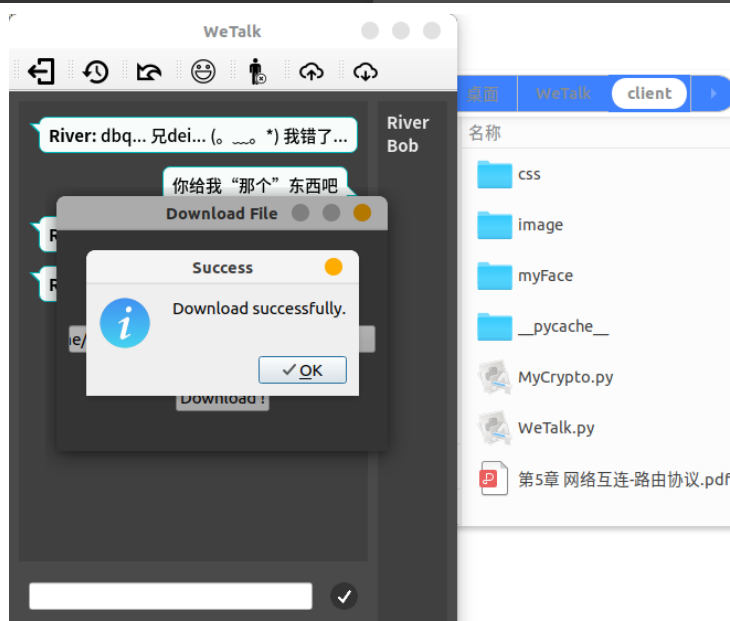 WeTalk
River: dbq... 兄dei... (。﹏。*) 我错了...
River
Bob
你给我“那个”东西吧
Download File
Success
Download successfully.
OK
Download !
桌面
WeTalk
client
名称
css
image
myFace
__pycache__
MyCrypto.py
WeTalk.py
第5章 网络互连-路由协议.pdf